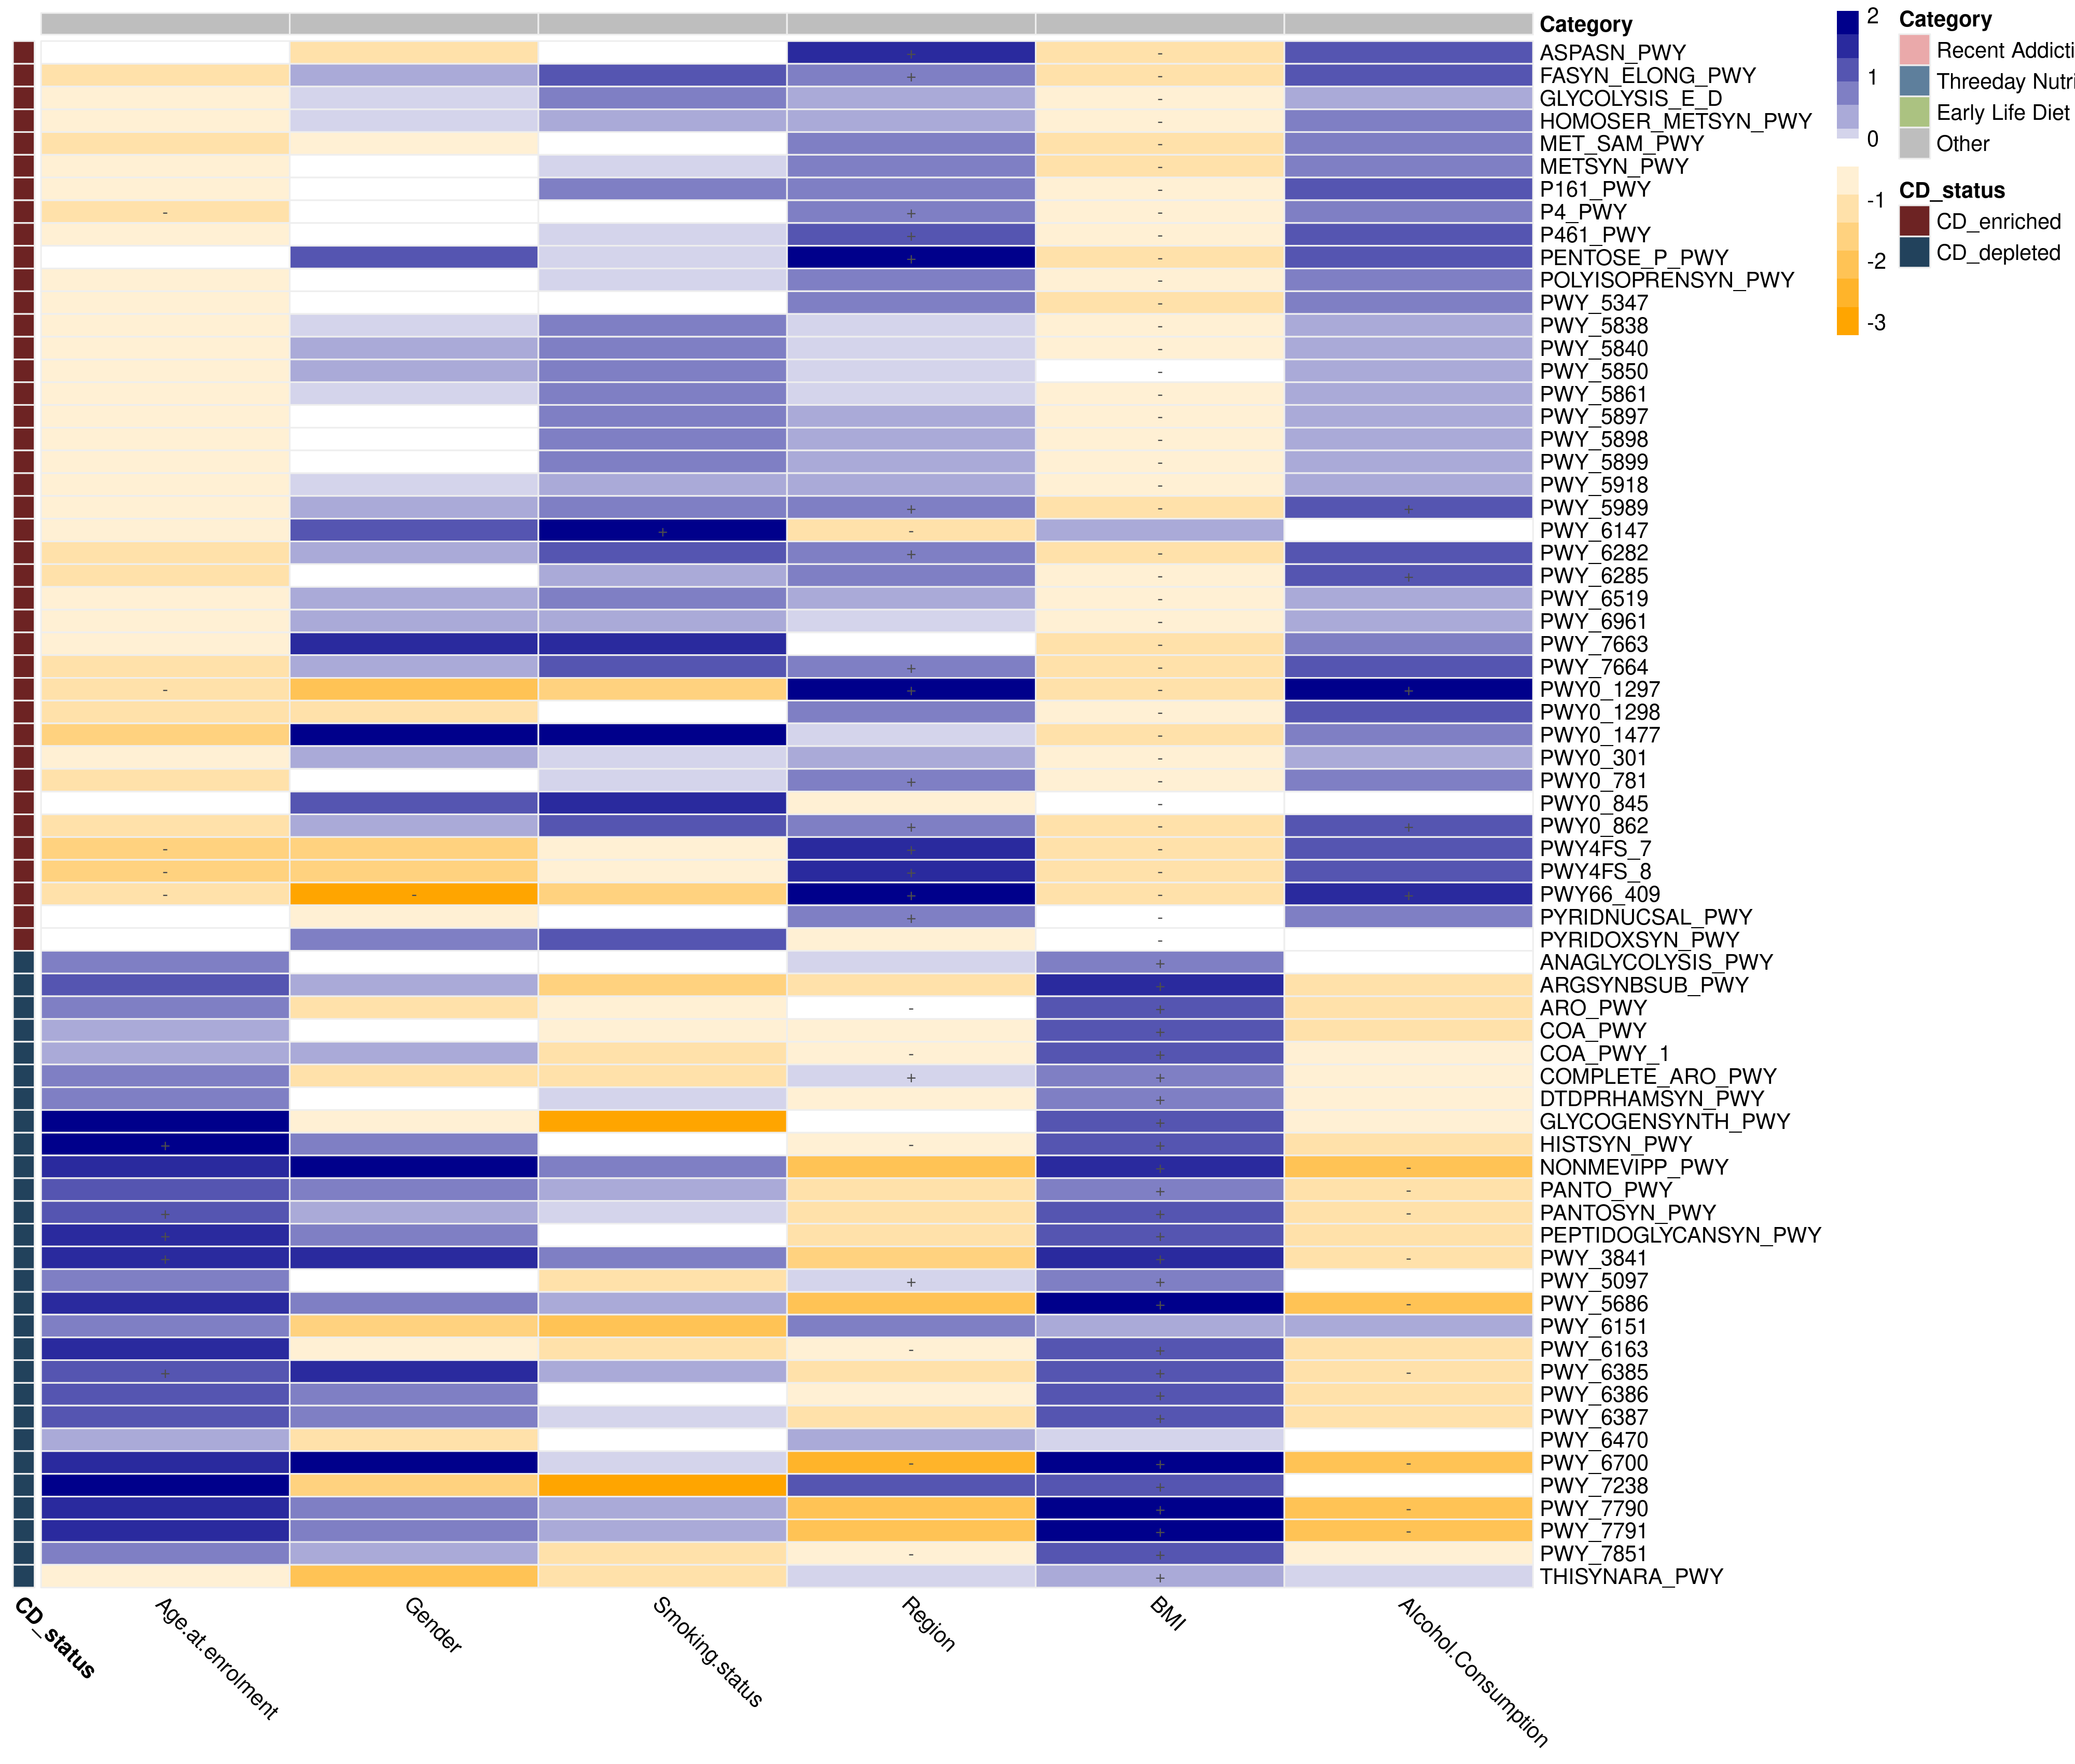 Category
ASPASN_PWY
FASYN_ELONG_PWY
GLYCOLYSIS_E_D
HOMOSER_METSYN_PWY
MET_SAM_PWY
METSYN_PWY
P161_PWY
P4_PWY
P461_PWY
PENTOSE_P_PWY
POLYISOPRENSYN_PWY
PWY_5347
PWY_5838
PWY_5840
PWY_5850
PWY_5861
PWY_5897
PWY_5898
PWY_5899
PWY_5918
PWY_5989
PWY_6147
PWY_6282
PWY_6285
PWY_6519
PWY_6961
PWY_7663
PWY_7664
PWY0_1297
PWY0_1298
PWY0_1477
PWY0_301
PWY0_781
PWY0_845
PWY0_862
PWY4FS_7
PWY4FS_8
PWY66_409
PYRIDNUCSAL_PWY
PYRIDOXSYN_PWY
ANAGLYCOLYSIS_PWY
ARGSYNBSUB_PWY
ARO_PWY
COA_PWY
COA_PWY_1
COMPLETE_ARO_PWY
DTDPRHAMSYN_PWY
GLYCOGENSYNTH_PWY
HISTSYN_PWY
NONMEVIPP_PWY
PANTO_PWY
PANTOSYN_PWY
PEPTIDOGLYCANSYN_PWY
PWY_3841
PWY_5097
PWY_5686
PWY_6151
PWY_6163
PWY_6385
PWY_6386
PWY_6387
PWY_6470
PWY_6700
PWY_7238
PWY_7790
PWY_7791
PWY_7851
THISYNARA_PWY
CD_status
Age.at.enrolment
Gender
Smoking.status
Region
BMI
Alcohol.Consumption
2
1
0
-1
-2
-3
Category
Recent Addicti
Threeday Nutri
Early Life Diet
Other
CD_status
CD_enriched
CD_depleted